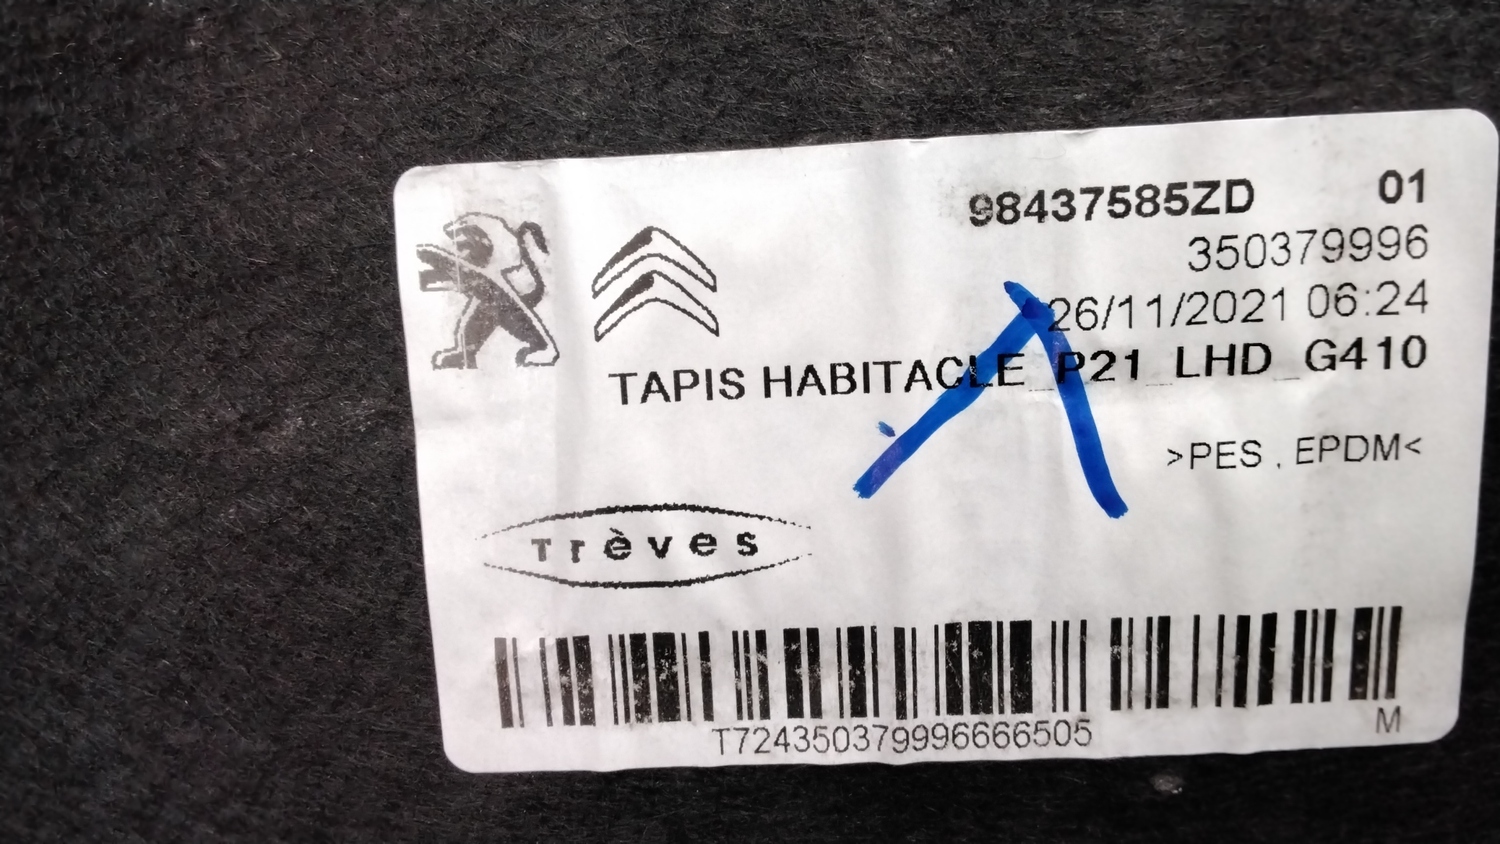 98437585ZD 01
350379996
26/11/2021 06:24
TAPIS HABITACLE_P21_LHD_G410
>PES , EPDM<
Trèves
T724350379996666505
M